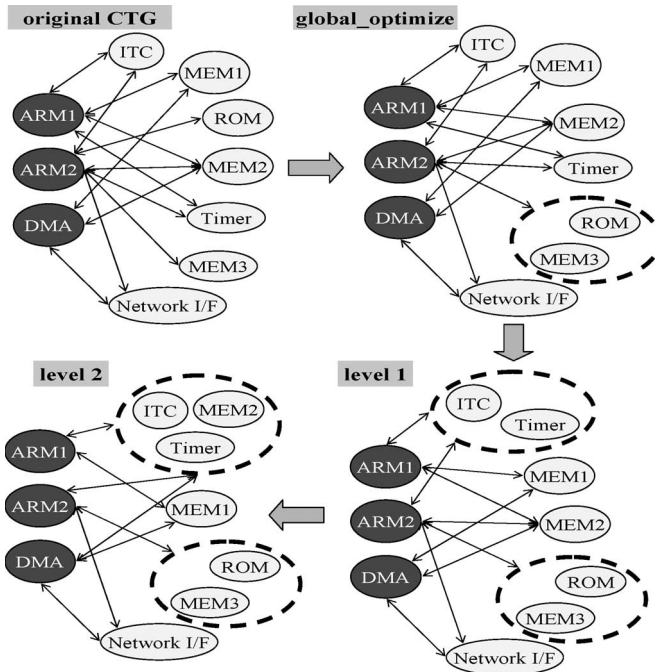 original CTG
ITC
MEM1
ARM1
ROM
ARM2
MEM2
DMA
Timer
MEM3
Network I/F
global_optimize
ITC
MEM1
ARM1
MEM2
ARM2
Timer
DMA
ROM
MEM3
Network I/F
level 2
ITC
MEM2
Timer
ARM1
ARM2
MEM1
DMA
ROM
MEM3
Network I/F
level 1
ITC
Timer
ARM1
MEM1
ARM2
MEM2
DMA
ROM
MEM3
Network I/F